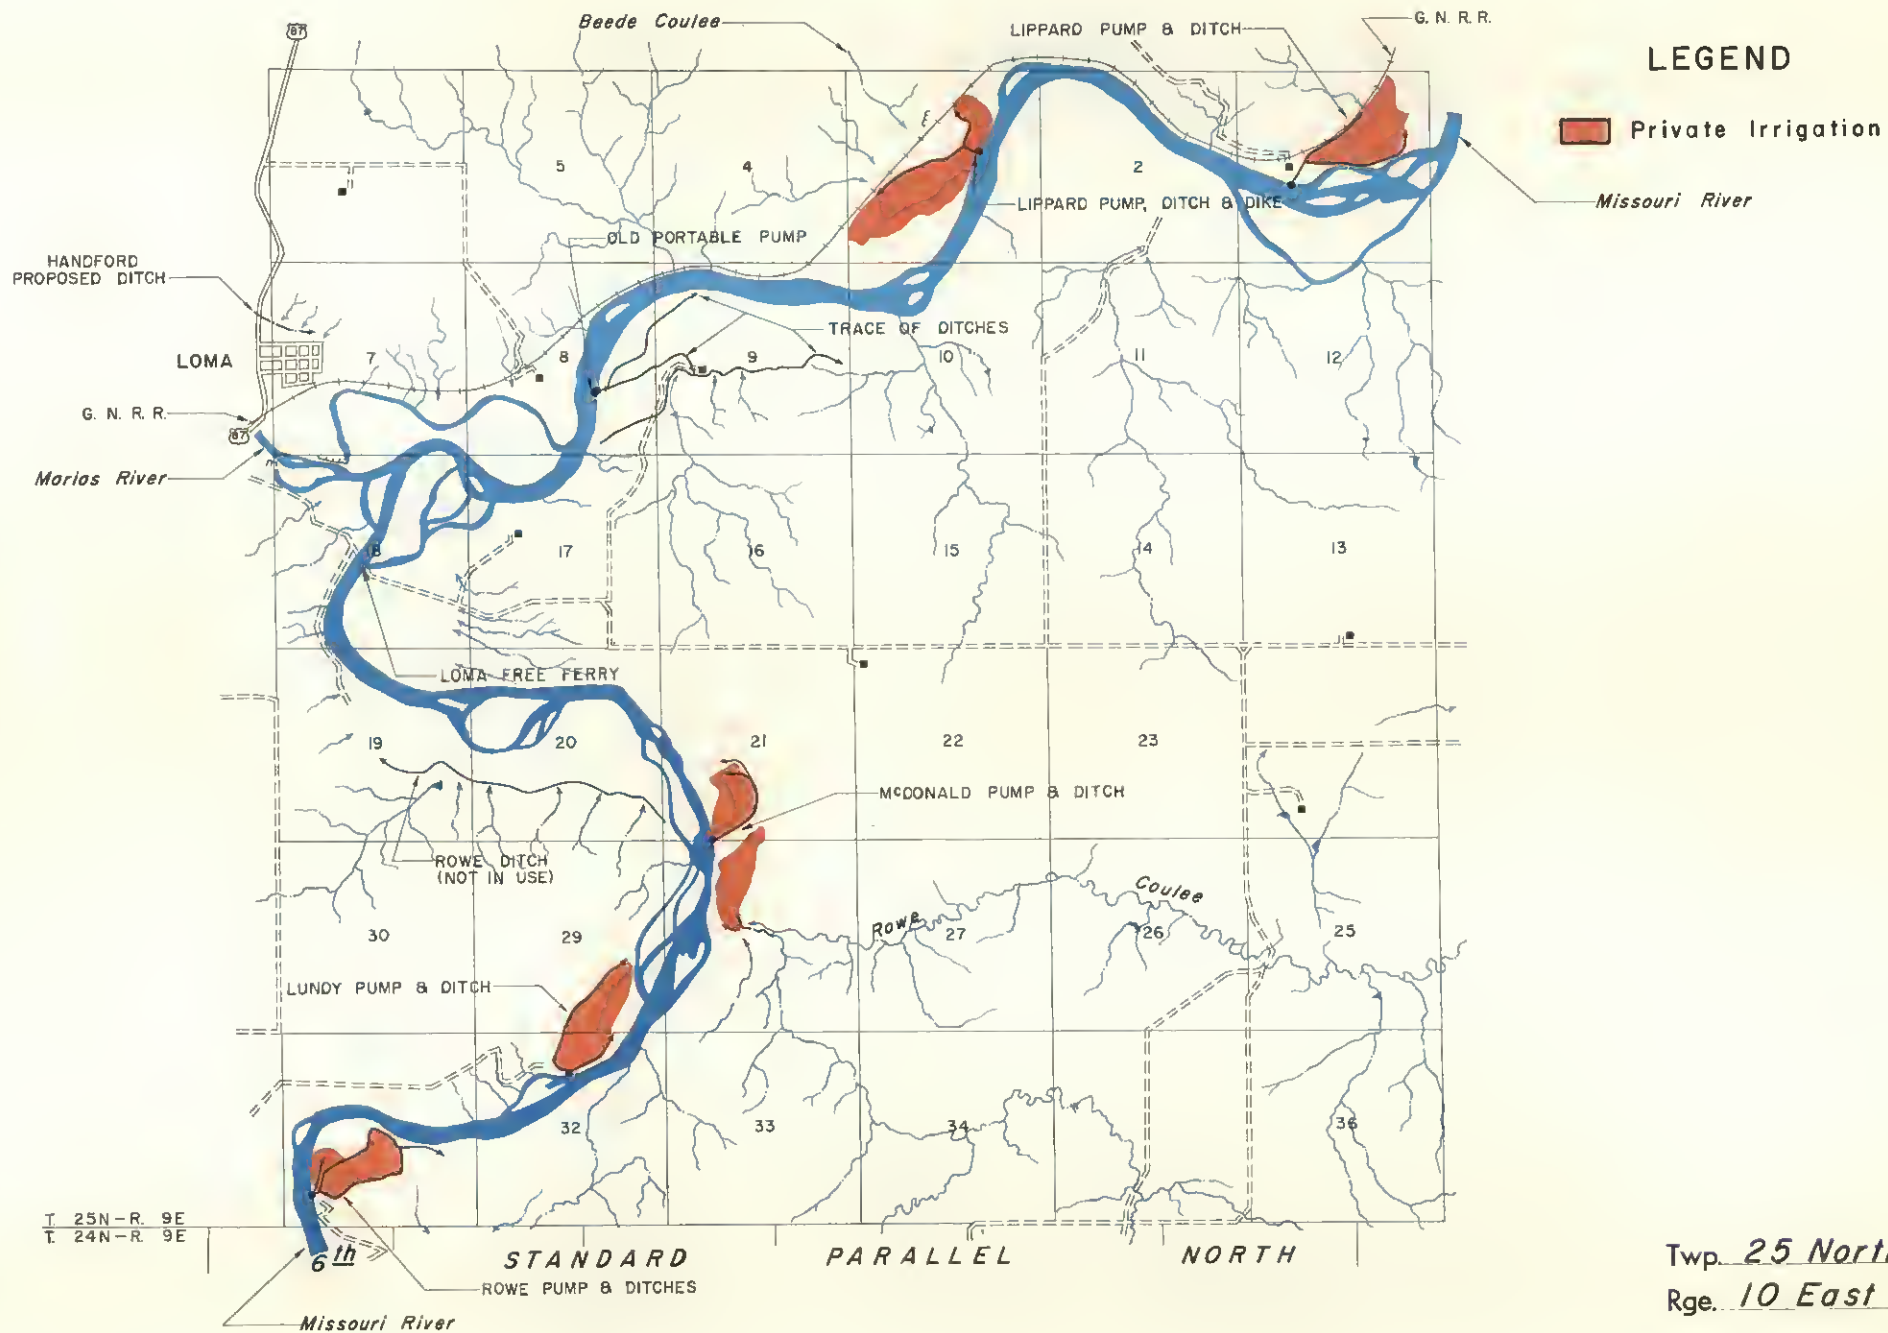 87
Beede Coulee
LIPPARD PUMP & DITCH
G. N. R. R.
LEGEND
Private Irrigation
5
4
2
Missouri River
LIPPARD PUMP, DITCH & DIKE
OLD PORTABLE PUMP
HANDFORD
PROPOSED DITCH
TRACE OF DITCHES
LOMA
7
8
9
10
11
12
G. N. R. R.
87
Marias River
18
17
16
15
14
13
LOMA FREE FERRY
19
20
21
22
23
McDONALD PUMP & DITCH
ROWE DITCH
(NOT IN USE)
Rowe Coulee
30
29
27
26
25
LUNDY PUMP & DITCH
32
33
34
36
T. 25N-R. 9E
T. 24N-R. 9E
6th STANDARD PARALLEL NORTH
ROWE PUMP & DITCHES
Missouri River
Twp. 25 North
Rge. 10 East